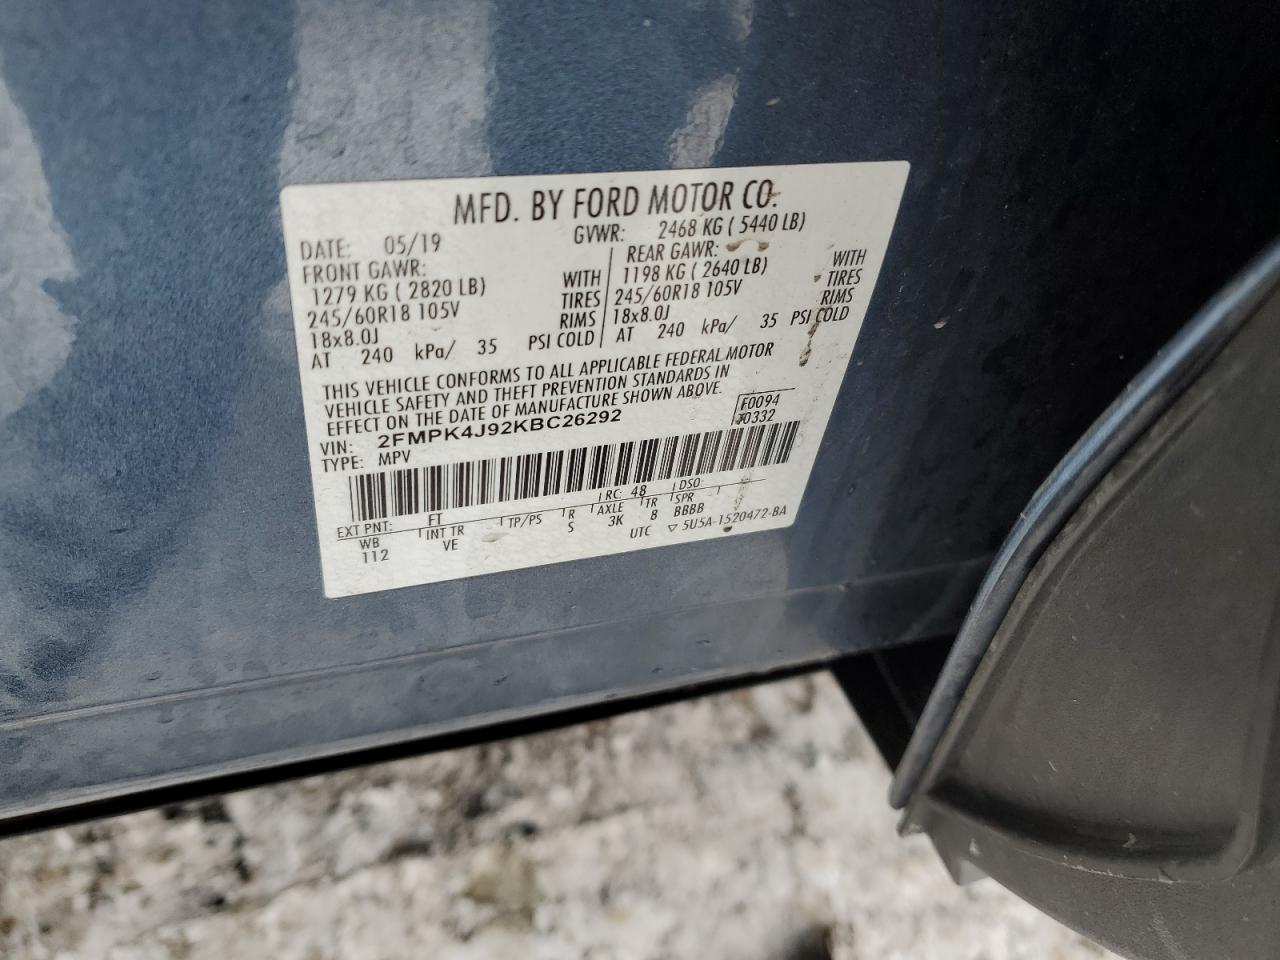 MFD. BY FORD MOTOR CO.
DATE: 05/19 GVWR: 2468 KG ( 5440 LB)
FRONT GAWR: REAR GAWR:
1279 KG ( 2820 LB) WITH 1198 KG ( 2640 LB) WITH
245/60R18 105V TIRES 245/60R18 105V TIRES
18x8.0J RIMS 18x8.0J RIMS
AT 240 kPa/ 35 PSI COLD AT 240 kPa/ 35 PSI COLD
THIS VEHICLE CONFORMS TO ALL APPLICABLE FEDERAL MOTOR
VEHICLE SAFETY AND THEFT PREVENTION STANDARDS IN
EFFECT ON THE DATE OF MANUFACTURE SHOWN ABOVE.
VIN: 2FMPK4J92KBC26292 F0094
TYPE: MPV 10332
EXT PNT: FT RC: 48 DSO:
WB INT TR TP/PS R AXLE TR SPR
112 VE S 3K 8 BBBB
UTC ▽ 5U5A-1520472-BA